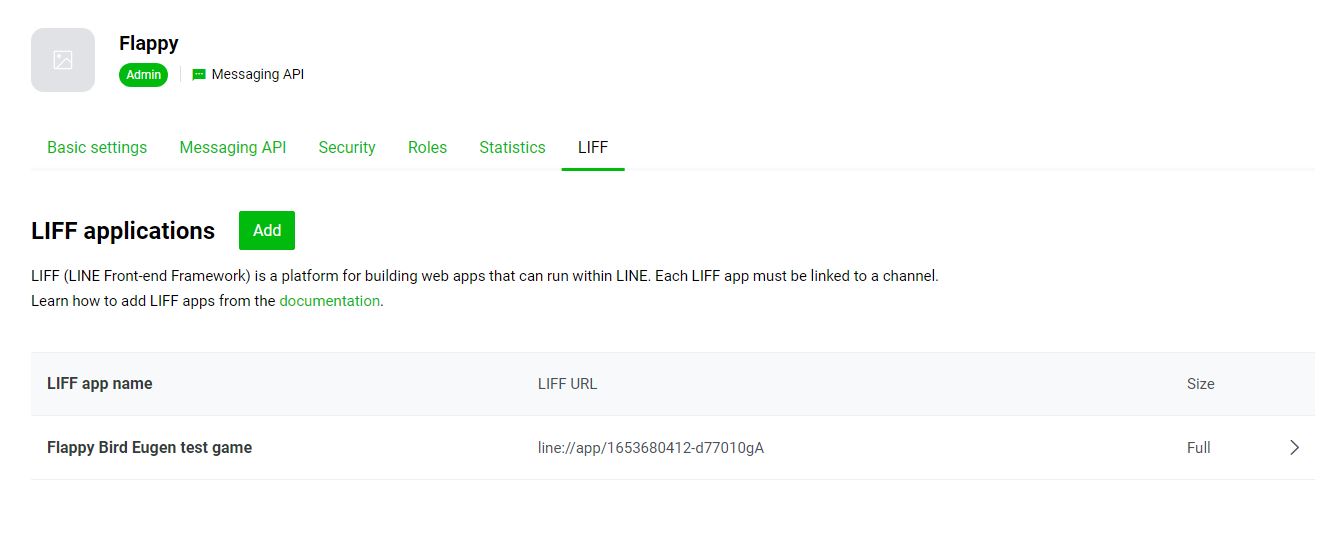 Flappy
Admin
Messaging API
Basic settings Messaging API Security Roles Statistics LIFF
LIFF applications Add
LIFF (LINE Front-end Framework) is a platform for building web apps that can run within LINE. Each LIFF app must be linked to a channel.
Learn how to add LIFF apps from the documentation.
LIFF app name LIFF URL Size
Flappy Bird Eugen test game line://app/1653680412-d77010gA Full